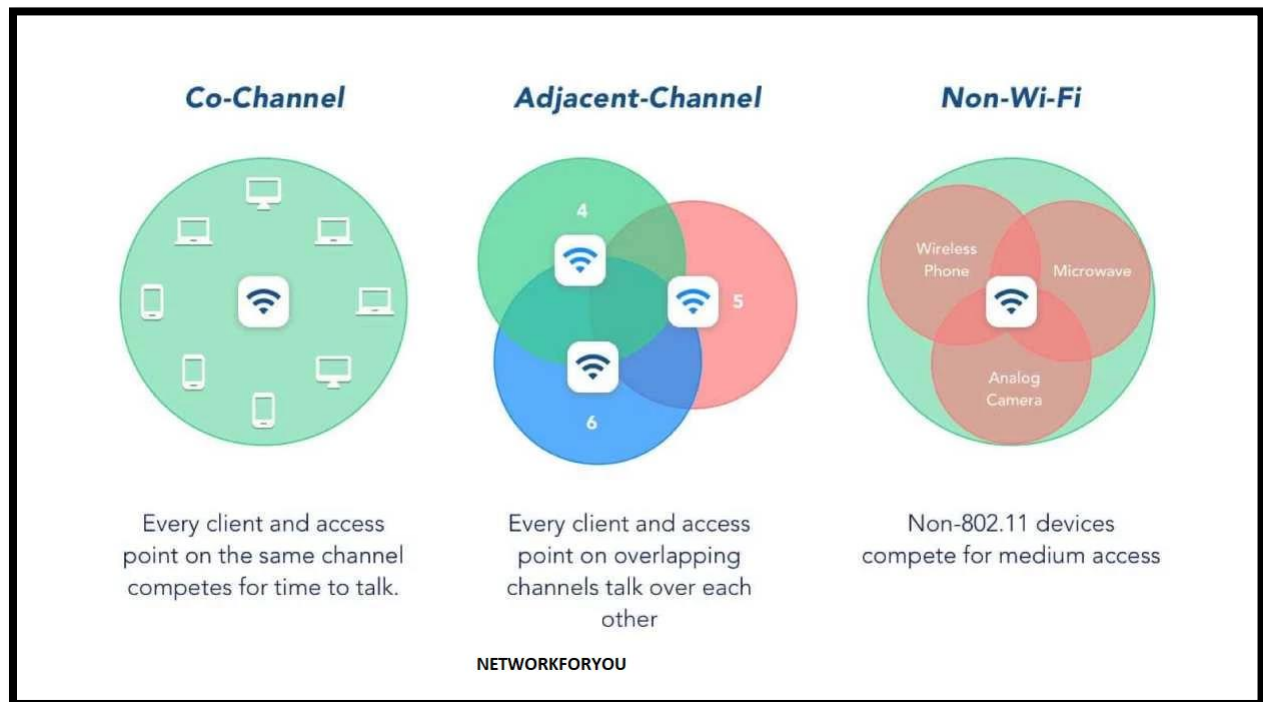 Co-Channel
Every client and access
point on the same channel
competes for time to talk.
Adjacent-Channel
4
5
6
Every client and access
point on overlapping
channels talk over each
other
Non-Wi-Fi
Wireless
Phone
Microwave
Analog
Camera
Non-802.11 devices
compete for medium access
NETWORKFORYOU